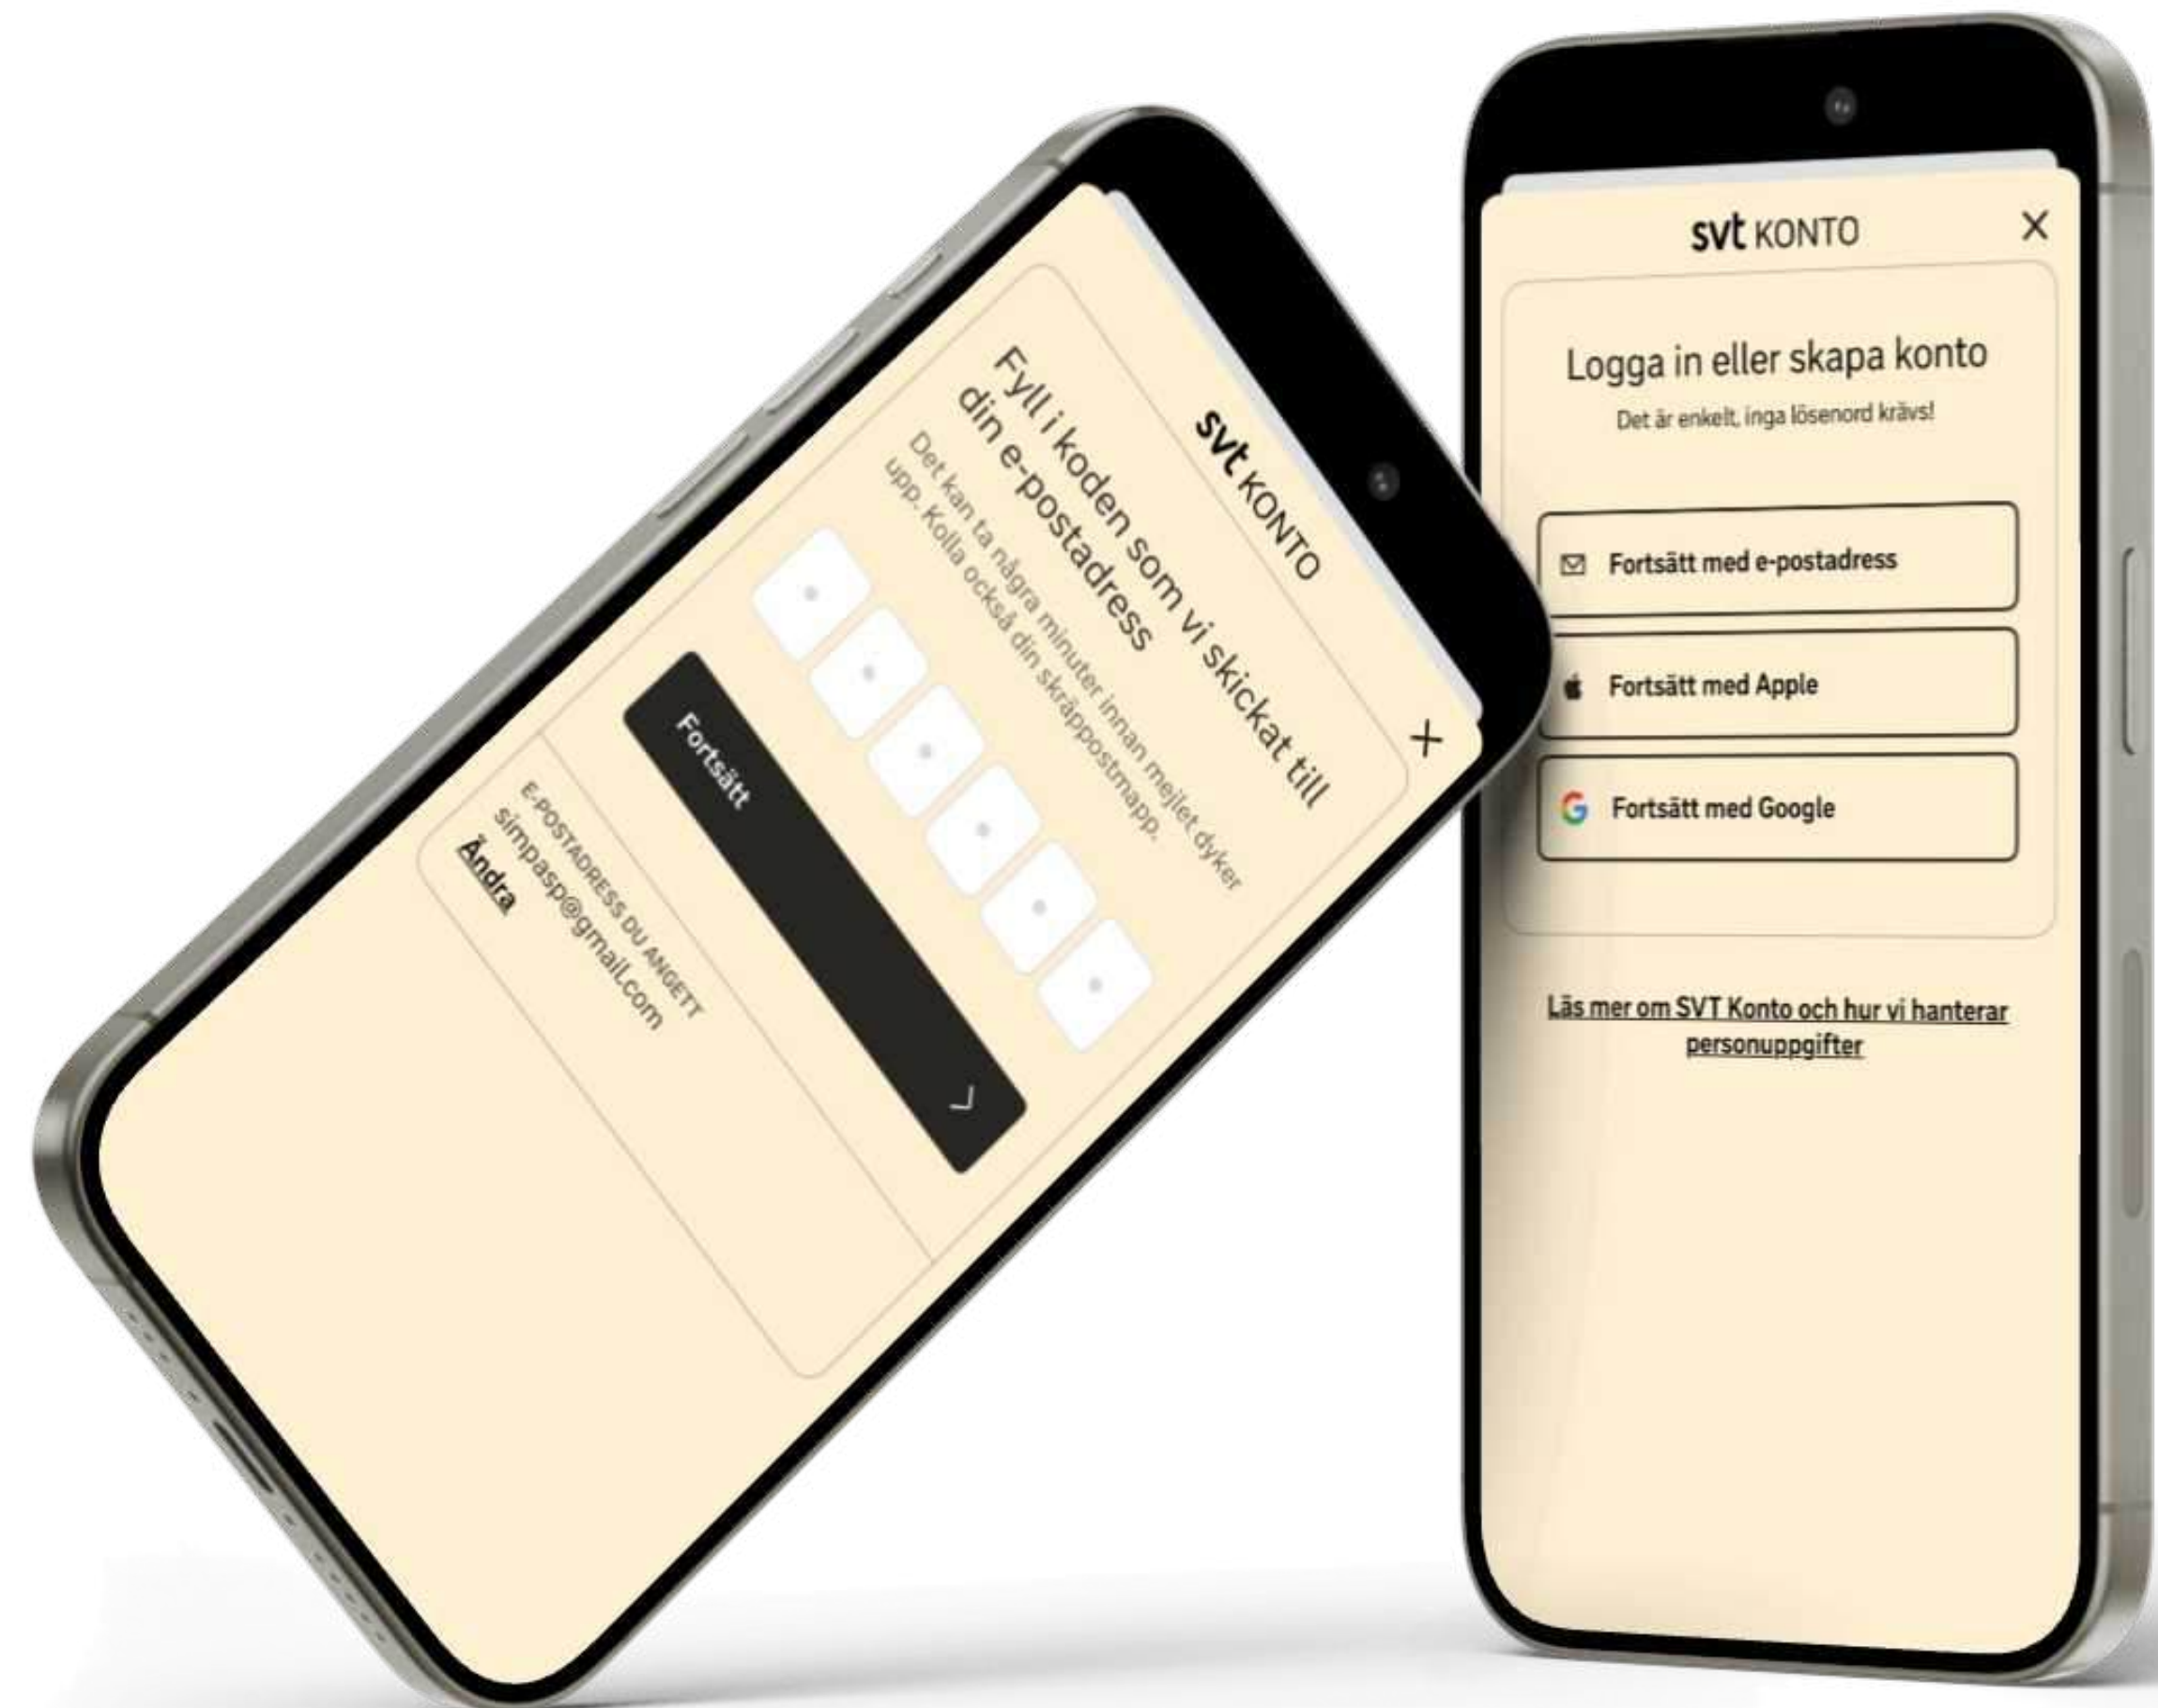 svt KONTO
Fyll i koden som vi skickat till
din e-postadress
Det kan ta några minuter innan mejlet dyker
upp. Kolla också din skräppostmapp.
Fortsätt
E-POSTADRESS DU ANGETT
simpasp@gmail.com
Ändra
svt KONTO
Logga in eller skapa konto
Det är enkelt, inga lösenord krävs!
Fortsätt med e-postadress
Fortsätt med Apple
Fortsätt med Google
Läs mer om SVT Konto och hur vi hanterar
personuppgifter